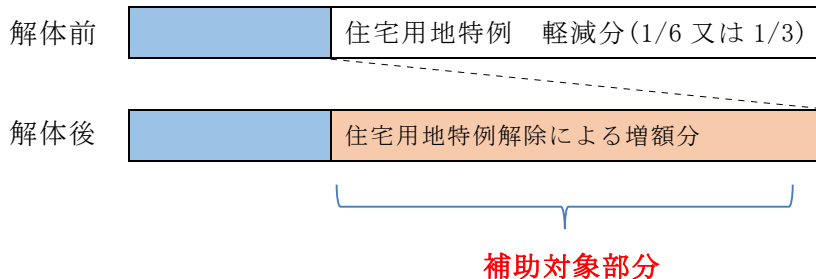 解体前
住宅用地特例　軽減分(1/6 又は 1/3)
解体後
住宅用地特例解除による増額分
補助対象部分